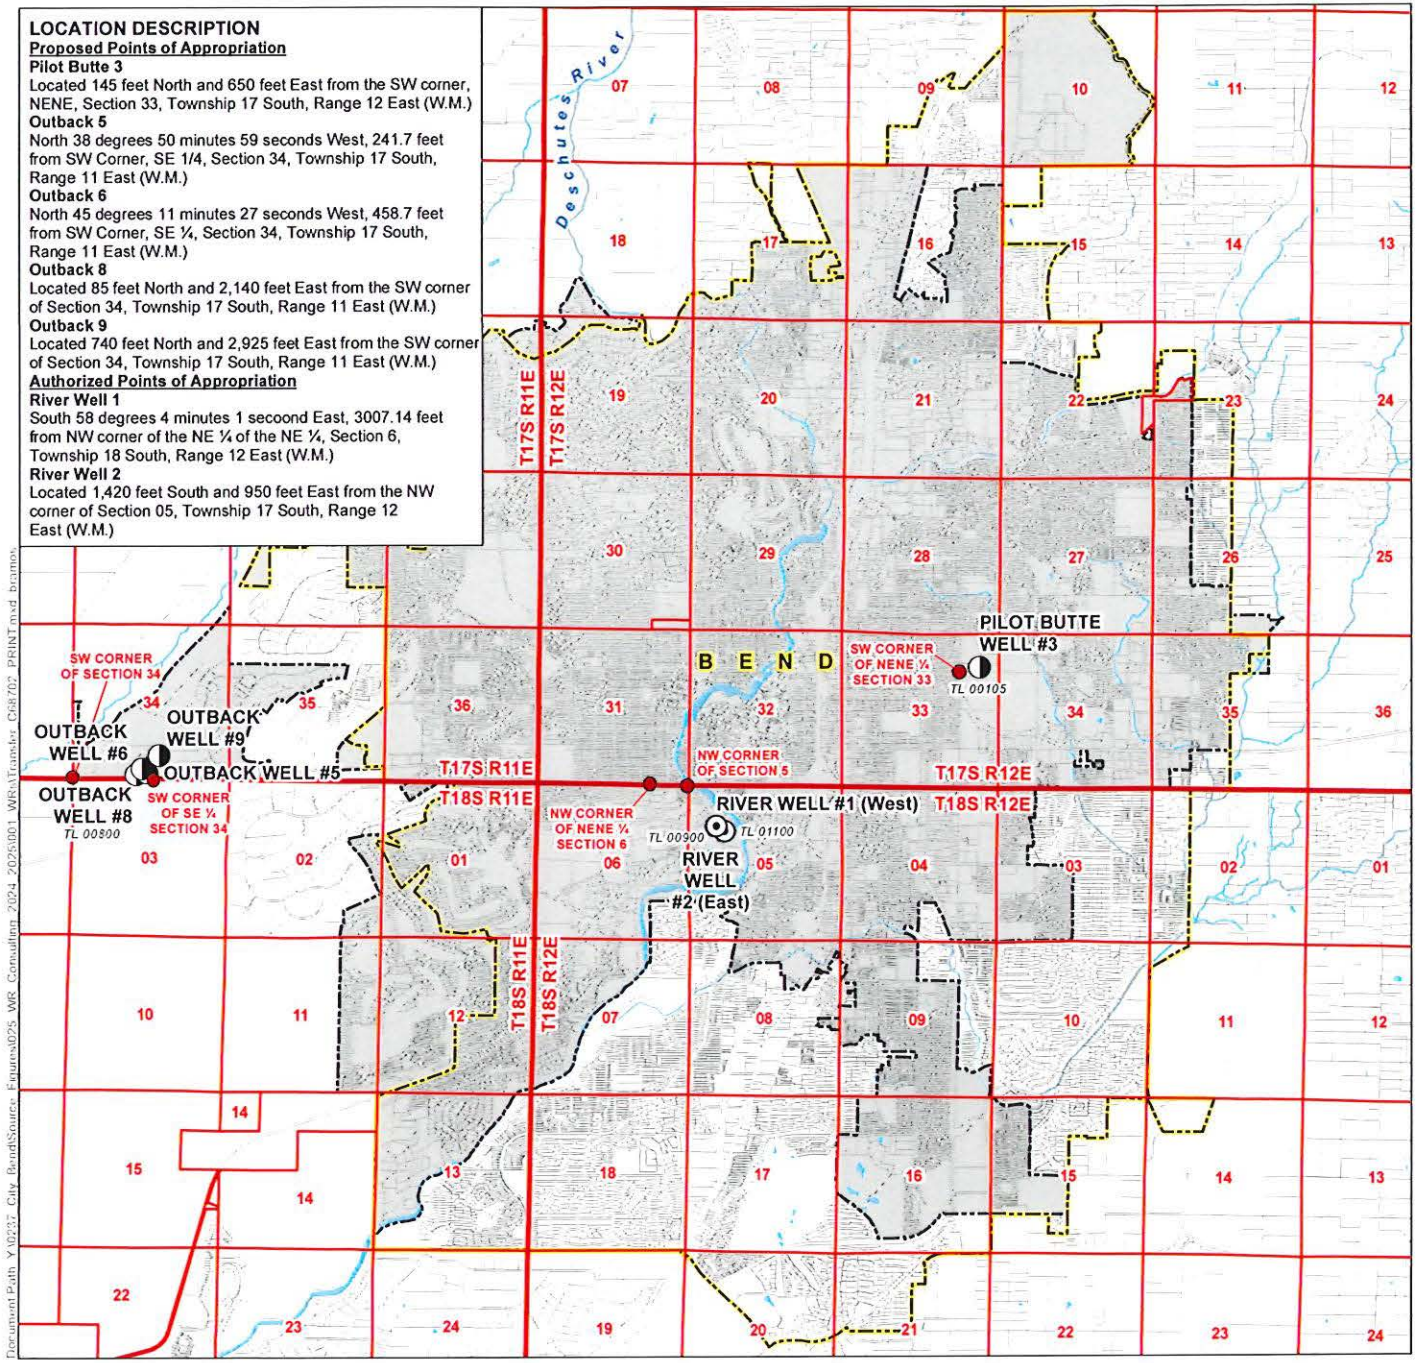 LOCATION DESCRIPTION
Proposed Points of Appropriation
Pilot Butte 3
Located 145 feet North and 650 feet East from the SW corner,
NENE, Section 33, Township 17 South, Range 12 East (W.M.)
Outback 5
North 38 degrees 50 minutes 59 seconds West, 241.7 feet
from SW Corner, SE 1/4, Section 34, Township 17 South,
Range 11 East (W.M.)
Outback 6
North 45 degrees 11 minutes 27 seconds West, 458.7 feet
from SW Corner, SE ¼, Section 34, Township 17 South,
Range 11 East (W.M.)
Outback 8
Located 85 feet North and 2,140 feet East from the SW corner
of Section 34, Township 17 South, Range 11 East (W.M.)
Outback 9
Located 740 feet North and 2,925 feet East from the SW corner
of Section 34, Township 17 South, Range 11 East (W.M.)
Authorized Points of Appropriation
River Well 1
South 58 degrees 4 minutes 1 secoond East, 3007.14 feet
from NW corner of the NE ¼ of the NE ¼, Section 6,
Township 18 South, Range 12 East (W.M.)
River Well 2
Located 1,420 feet South and 950 feet East from the NW
corner of Section 05, Township 17 South, Range 12
East (W.M.)
Deschutes River
07
08
09
10
11
12
18
17
16
15
14
13
T17S R11E
T17S R12E
19
20
21
22
23
24
30
29
28
27
26
25
PILOT BUTTE
WELL #3
SW CORNER
OF NENE ¼
SECTION 33
TL 00105
B E N D
SW CORNER
OF SECTION 34
34
35
36
31
32
33
34
35
36
OUTBACK
WELL #6
OUTBACK
WELL #9
OUTBACK WELL #5
OUTBACK
WELL #8
TL 00800
SW CORNER
OF SE ¼
SECTION 34
NW CORNER
OF SECTION 5
T17S R11E
T18S R11E
T17S R12E
T18S R12E
NW CORNER
OF NENE ¼
SECTION 6
RIVER WELL #1 (West)
TL 00900
TL 01100
RIVER
WELL
#2 (East)
03
02
01
06
05
04
03
02
01
T18S R11E
T18S R12E
10
11
12
07
08
09
10
11
12
14
15
14
13
18
17
16
15
14
13
22
23
24
19
20
21
22
23
24